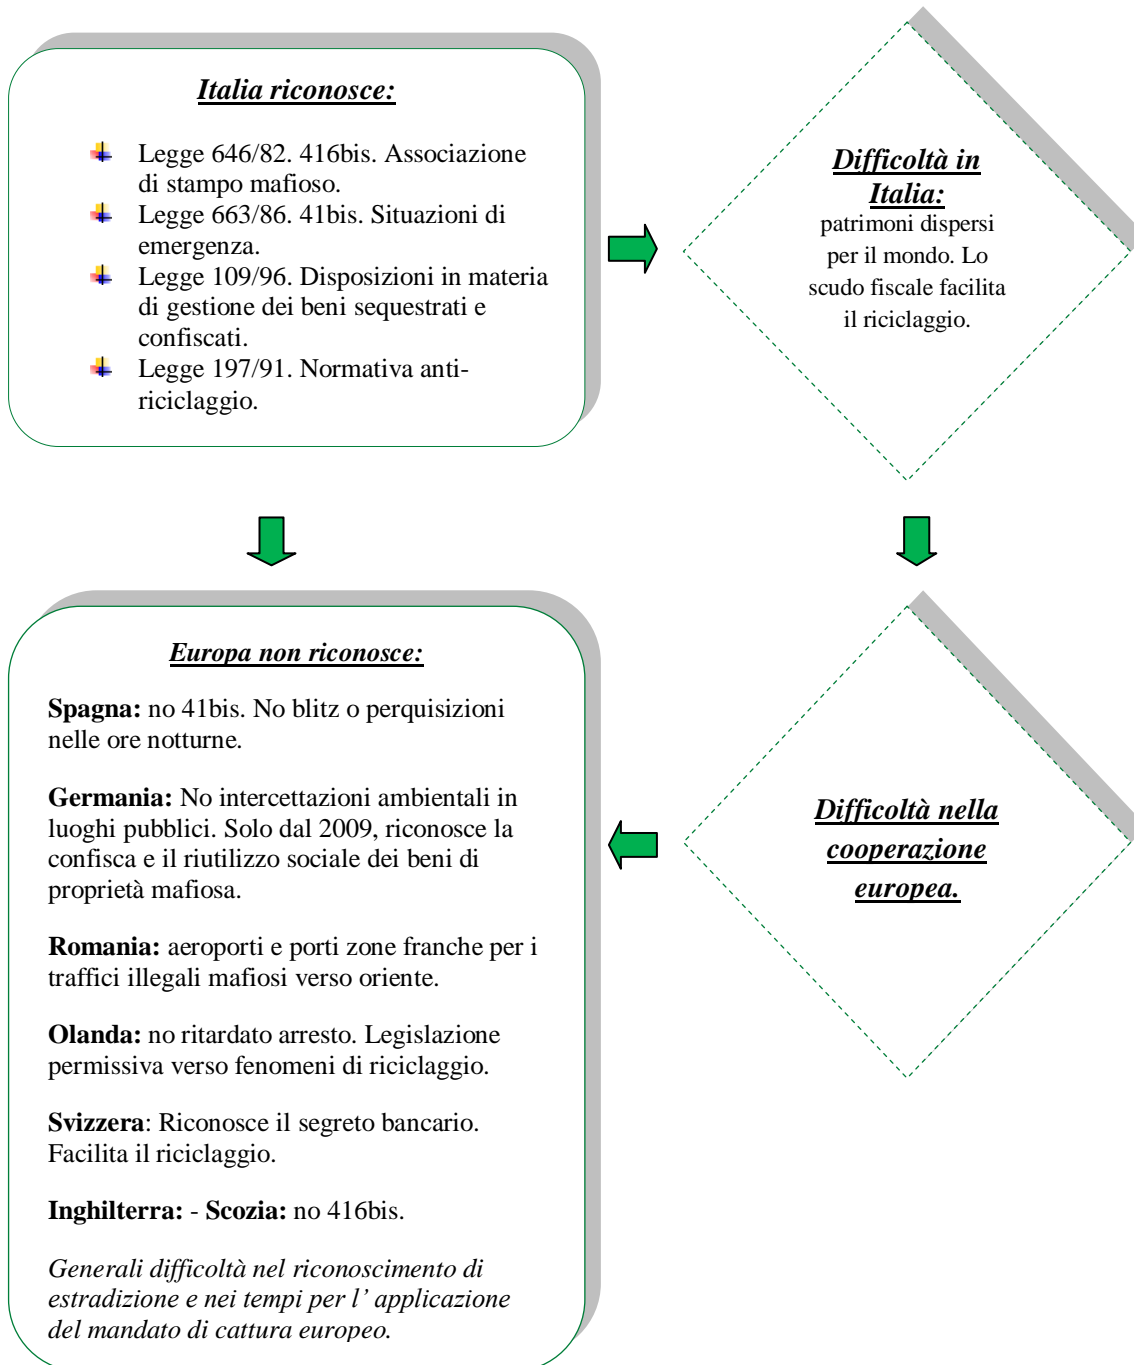 Italia riconosce:
Legge 646/82. 416bis. Associazione
di stampo mafioso.
Legge 663/86. 41bis. Situazioni di
emergenza.
Legge 109/96. Disposizioni in materia
di gestione dei beni sequestrati e
confiscati.
Legge 197/91. Normativa anti-
riciclaggio.
Difficoltà in
Italia:
patrimoni dispersi
per il mondo. Lo
scudo fiscale facilita
il riciclaggio.
Europa non riconosce:
Spagna: no 41bis. No blitz o perquisizioni
nelle ore notturne.
Germania: No intercettazioni ambientali in
luoghi pubblici. Solo dal 2009, riconosce la
confisca e il riutilizzo sociale dei beni di
proprietà mafiosa.
Romania: aeroporti e porti zone franche per i
traffici illegali mafiosi verso oriente.
Olanda: no ritardato arresto. Legislazione
permissiva verso fenomeni di riciclaggio.
Svizzera: Riconosce il segreto bancario.
Facilita il riciclaggio.
Inghilterra: - Scozia: no 416bis.
Generali difficoltà nel riconoscimento di
estradizione e nei tempi per l' applicazione
del mandato di cattura europeo.
Difficoltà nella
cooperazione
europea.